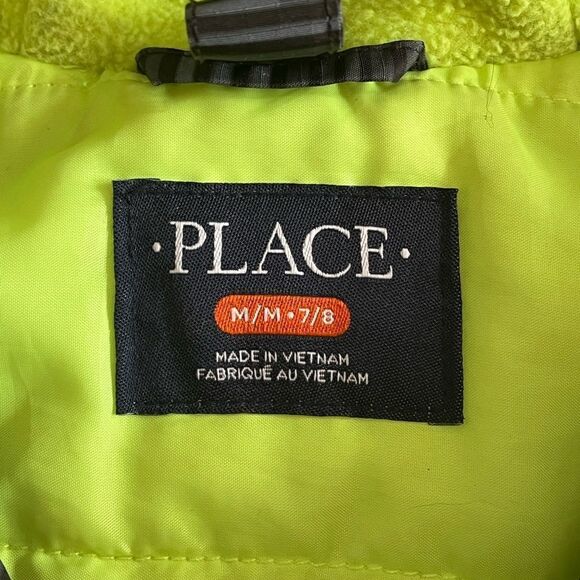 ·PLACE·
M/M•7/8
MADE IN VIETNAM
FABRIQUÉ AU VIETNAM